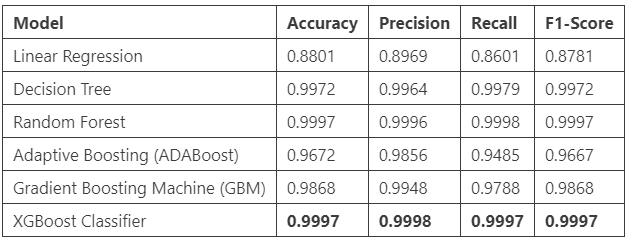 Model Accuracy Precision Recall F1-Score
Linear Regression 0.8801 0.8969 0.8601 0.8781
Decision Tree 0.9972 0.9964 0.9979 0.9972
Random Forest 0.9997 0.9996 0.9998 0.9997
Adaptive Boosting (ADABoost) 0.9672 0.9856 0.9485 0.9667
Gradient Boosting Machine (GBM) 0.9868 0.9948 0.9788 0.9868
XGBoost Classifier 0.9997 0.9998 0.9997 0.9997